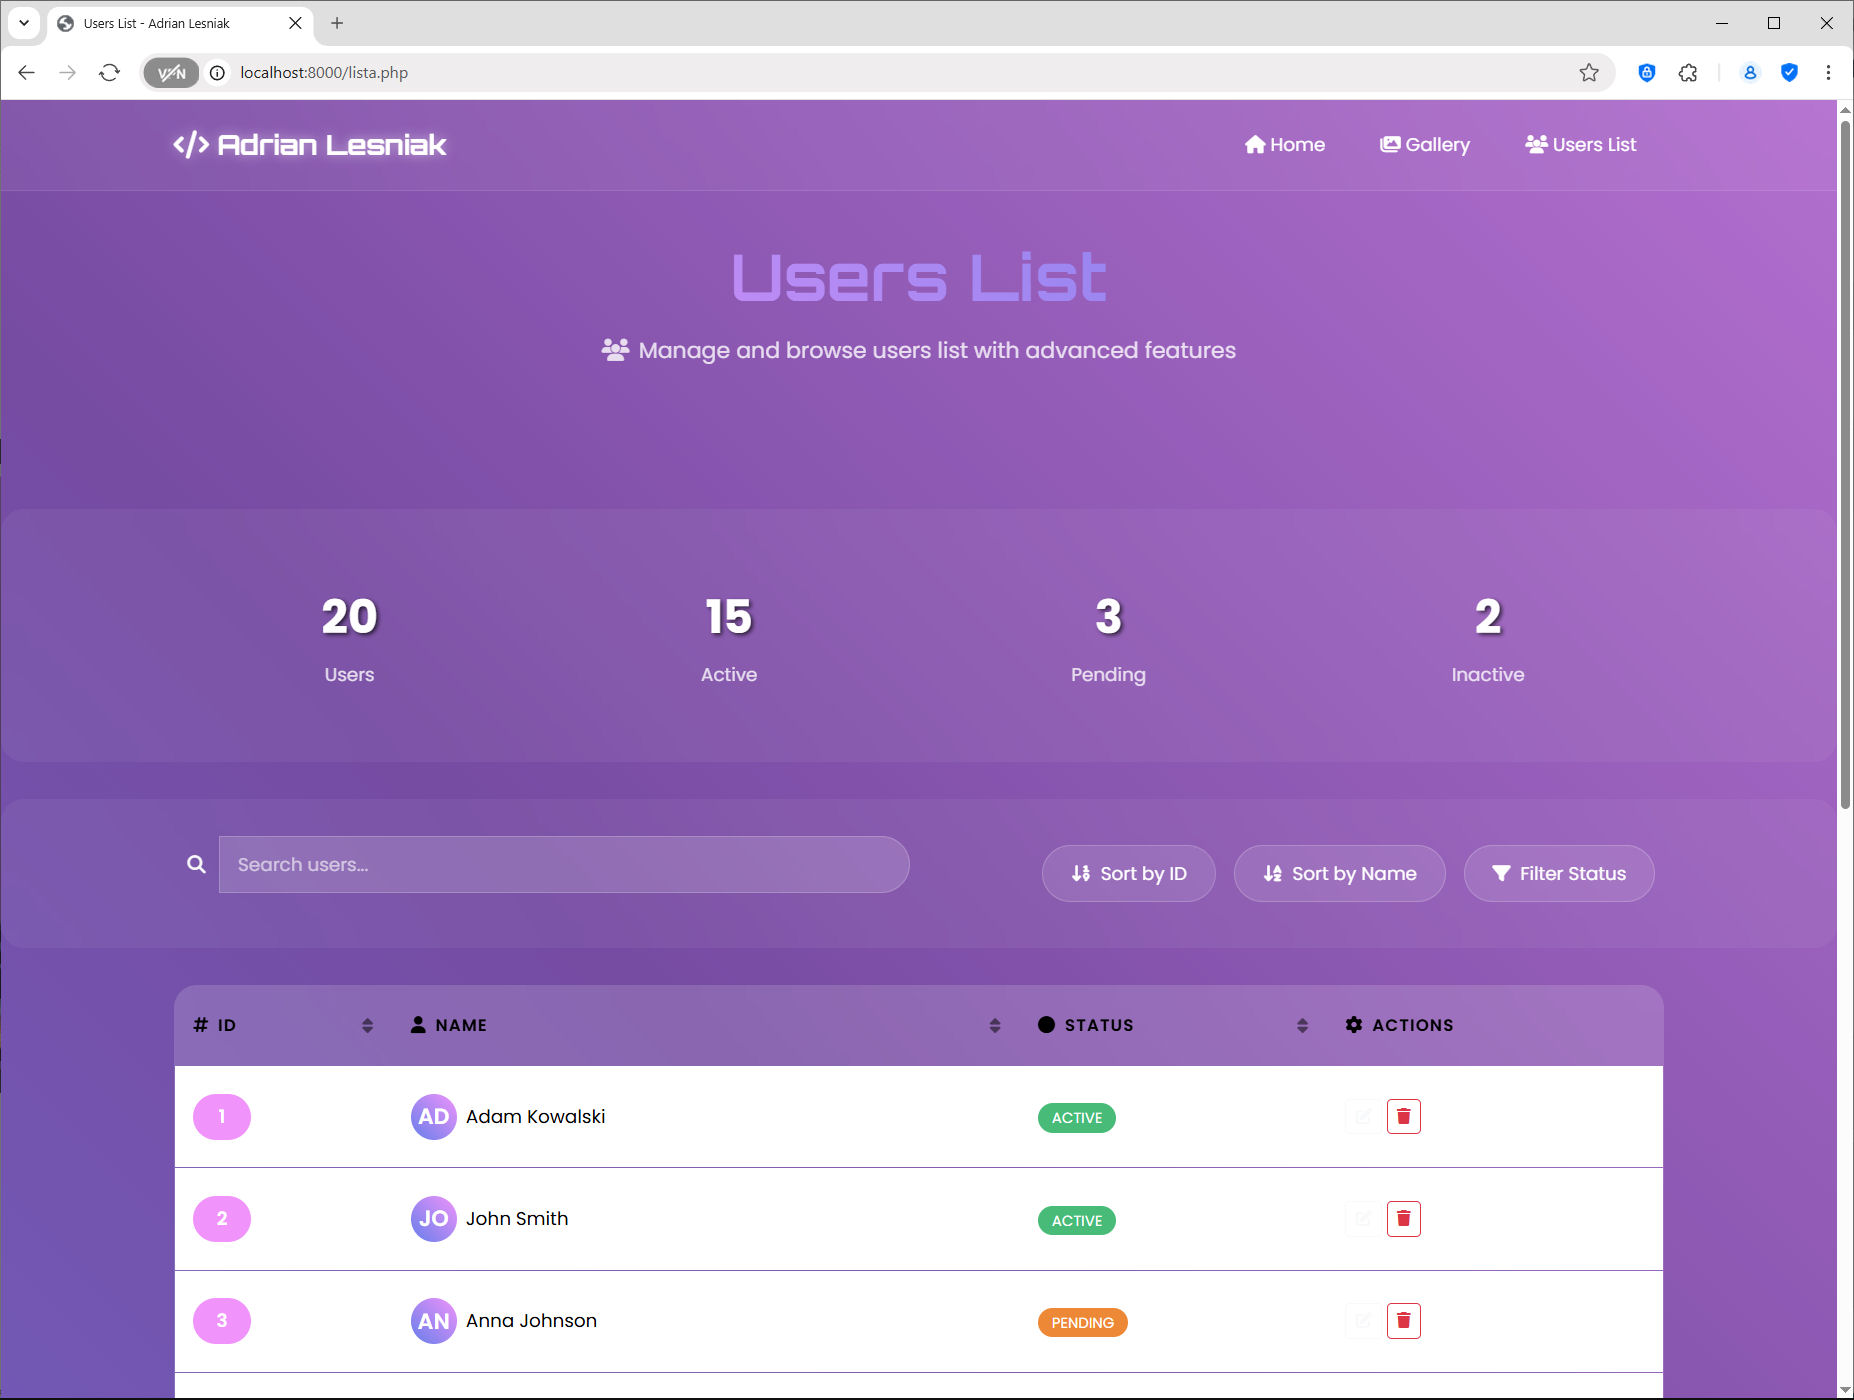 Users List - Adrian Lesniak
VPN
localhost:8000/lista.php
</> Adrian Lesniak
Home
Gallery
Users List
Users List
Manage and browse users list with advanced features
20
15
3
2
Users
Active
Pending
Inactive
Search users...
Sort by ID
Sort by Name
Filter Status
# ID
NAME
STATUS
ACTIONS
1
AD
Adam Kowalski
ACTIVE
2
JO
John Smith
ACTIVE
3
AN
Anna Johnson
PENDING